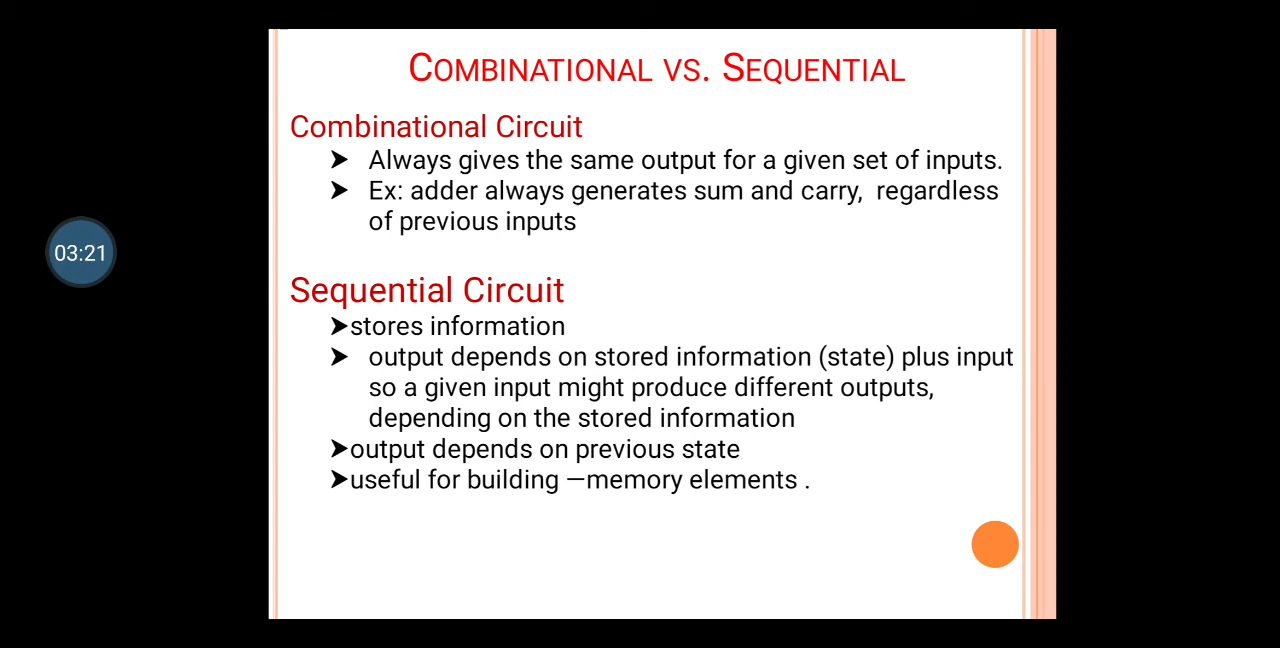 COMBINATIONAL VS. SEQUENTIAL
Combinational Circuit
➤ Always gives the same output for a given set of inputs.
➤ Ex: adder always generates sum and carry,  regardless
of previous inputs
03:21
Sequential Circuit
➤stores information
➤ output depends on stored information (state) plus input
so a given input might produce different outputs,
depending on the stored information
➤output depends on previous state
➤useful for building —memory elements .